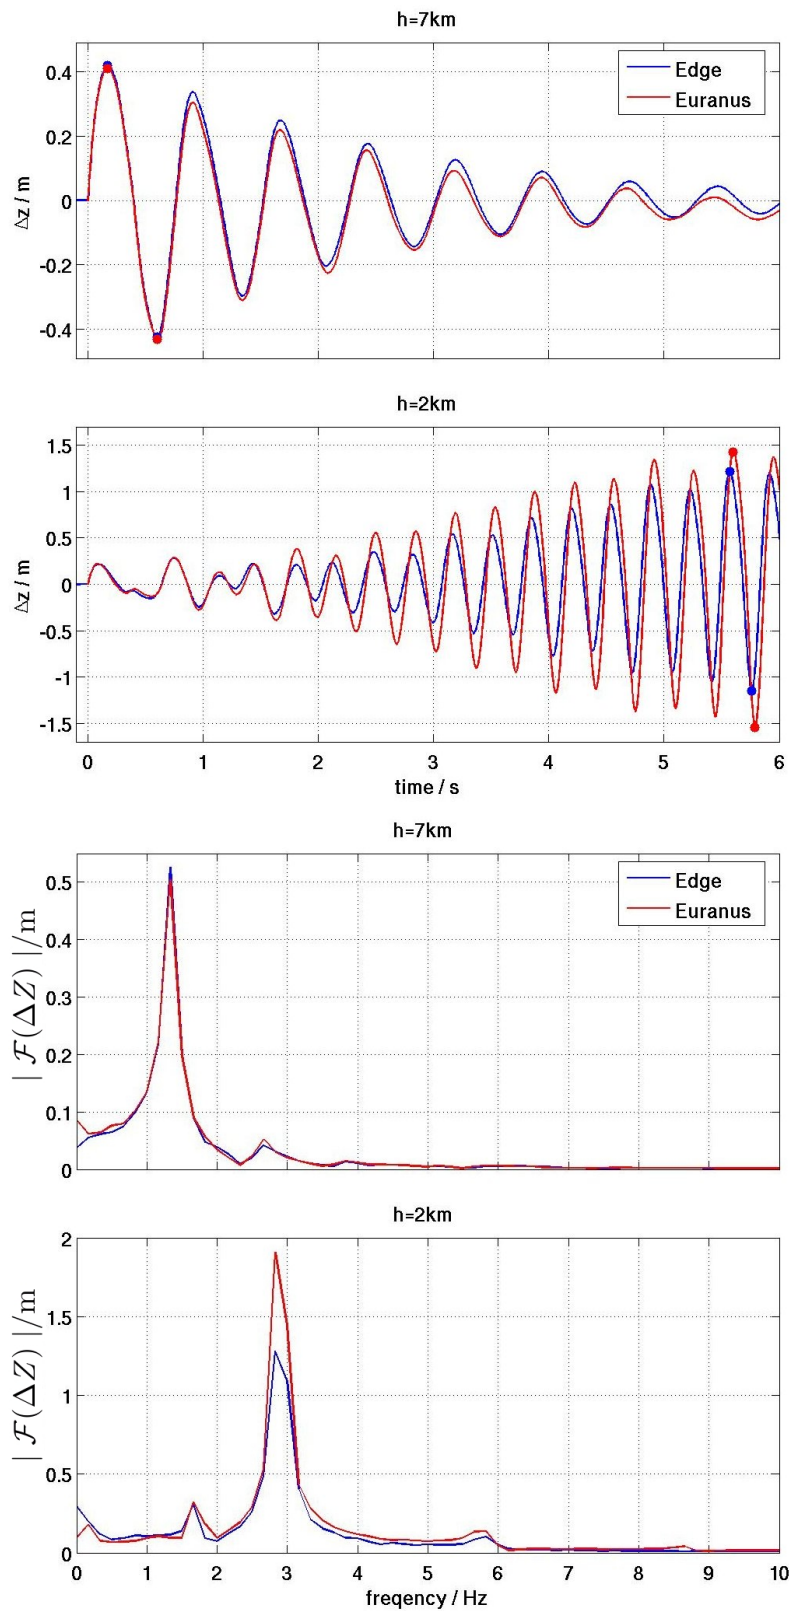 h=7km
Edge
Euranus
0.4
0.2
0
-0.2
-0.4
Δz / m
h=2km
1.5
1
0.5
0
-0.5
-1
-1.5
Δz / m
0 1 2 3 4 5 6
time / s
h=7km
Edge
Euranus
0.5
0.4
0.3
0.2
0.1
0
| F(ΔZ) |/m
h=2km
2
1.5
1
0.5
0
| F(ΔZ) |/m
0 1 2 3 4 5 6 7 8 9 10
freqency / Hz